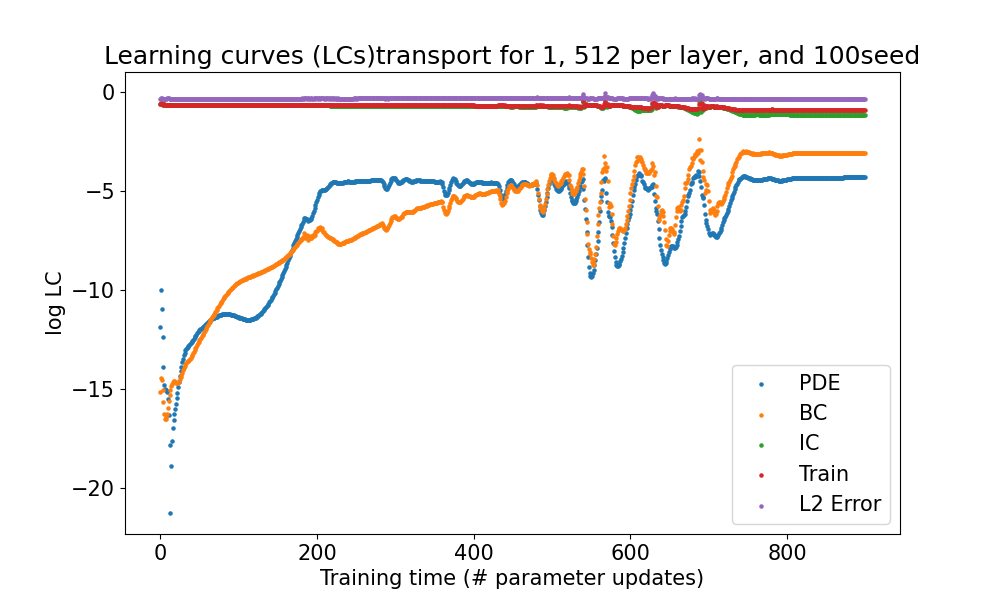 Learning curves (LCs)transport for 1, 512 per layer, and 100seed
0
−5
−10
−15
−20
log LC
PDE
BC
IC
Train
L2 Error
0 200 400 600 800
Training time (# parameter updates)